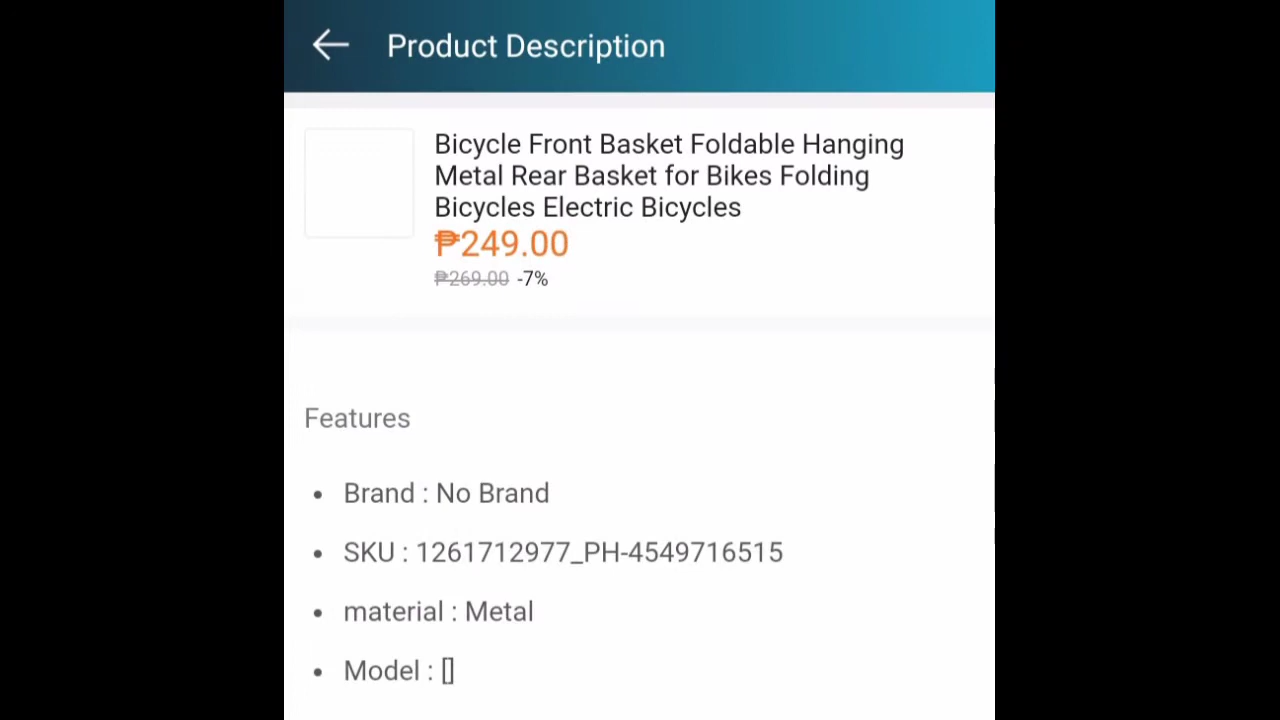 Product Description
Bicycle Front Basket Foldable Hanging
Metal Rear Basket for Bikes Folding
Bicycles Electric Bicycles
₱249.00
₱269.00 -7%
Features
• Brand : No Brand
• SKU : 1261712977_PH-4549716515
• material : Metal
• Model : []